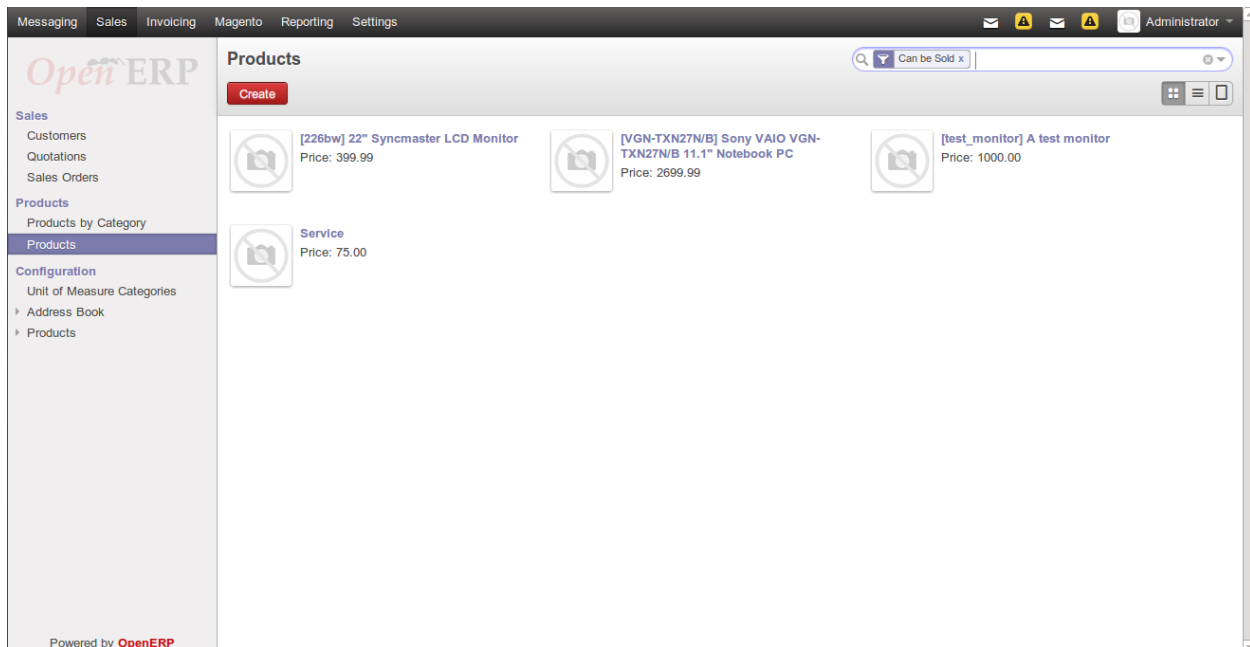 Messaging Sales Invoicing Magento Reporting Settings Administrator
Open ERP
Products
Can be Sold x
Create
Sales
Customers
Quotations
Sales Orders
Products
Products by Category
Products
Configuration
Unit of Measure Categories
Address Book
Products
Powered by OpenERP
[226bw] 22" Syncmaster LCD Monitor
Price: 399.99
[VGN-TXN27N/B] Sony VAIO VGN-
TXN27N/B 11.1" Notebook PC
Price: 2699.99
[test_monitor] A test monitor
Price: 1000.00
Service
Price: 75.00